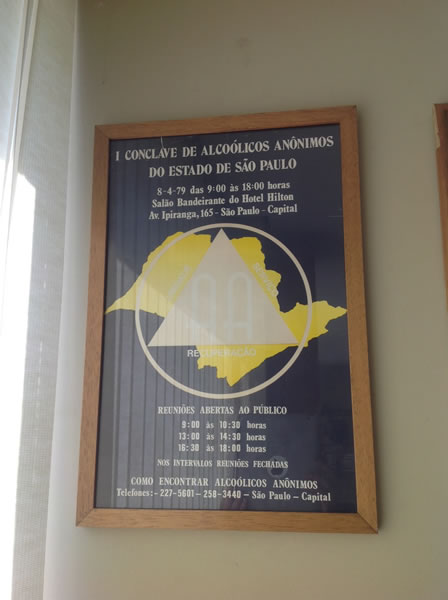 I CONCLAVE DE ALCOÓLICOS ANÔNIMOS
DO ESTADO DE SÃO PAULO
8-4-79 das 9:00 às 18:00 horas
Salão Bandeirante do Hotel Hilton
Av. Ipiranga, 165 - São Paulo - Capital
AA
RECUPERAÇÃO
REUNIÕES ABERTAS AO PÚBLICO
9:00 às 10:30 horas
13:00 às 14:30 horas
16:30 às 18:00 horas
NOS INTERVALOS REUNIÕES FECHADAS
COMO ENCONTRAR ALCOÓLICOS ANÔNIMOS
Telefones: - 227-5601 - 258-3440 - São Paulo - Capital